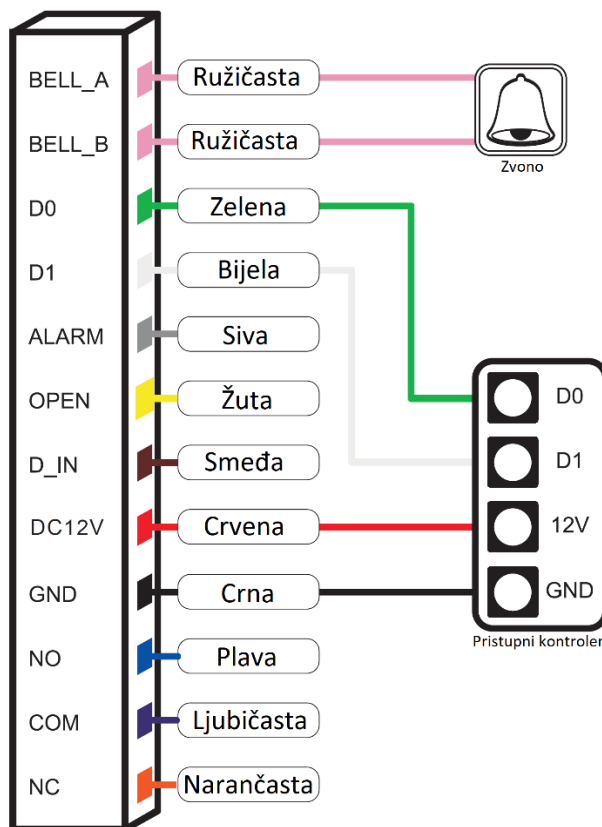 BELL_A Ružičasta
BELL_B Ružičasta
Zvono
D0 Zelena
D1 Bijela
ALARM Siva
OPEN Žuta
D0
D_IN Smeđa
D1
DC12V Crvena
12V
GND Crna
GND
Pristupni kontroler
NO Plava
COM Ljubičasta
NC Narančasta